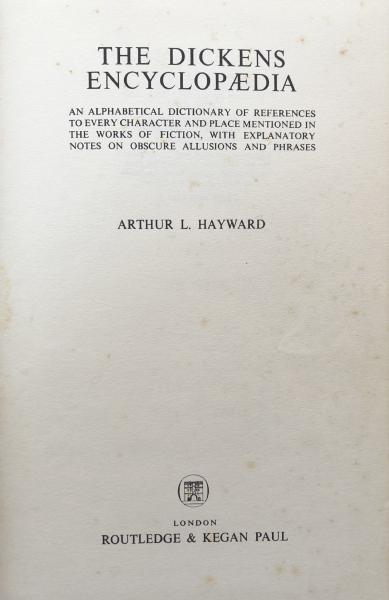 THE DICKENS
ENCYCLOPÆDIA
AN ALPHABETICAL DICTIONARY OF REFERENCES
TO EVERY CHARACTER AND PLACE MENTIONED IN
THE WORKS OF FICTION, WITH EXPLANATORY
NOTES ON OBSCURE ALLUSIONS AND PHRASES
ARTHUR L. HAYWARD
LONDON
ROUTLEDGE & KEGAN PAUL